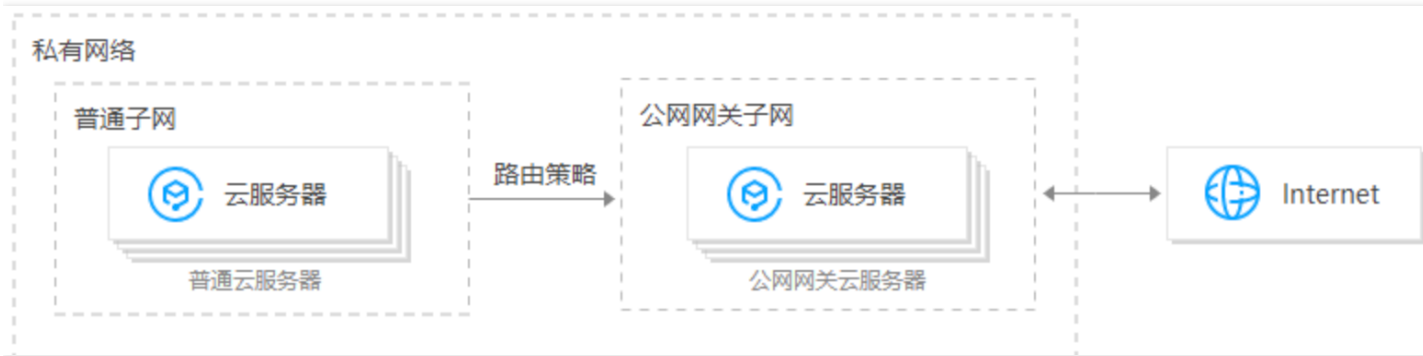 私有网络
普通子网
云服务器
普通云服务器
路由策略
公网网关子网
云服务器
公网网关云服务器
Internet